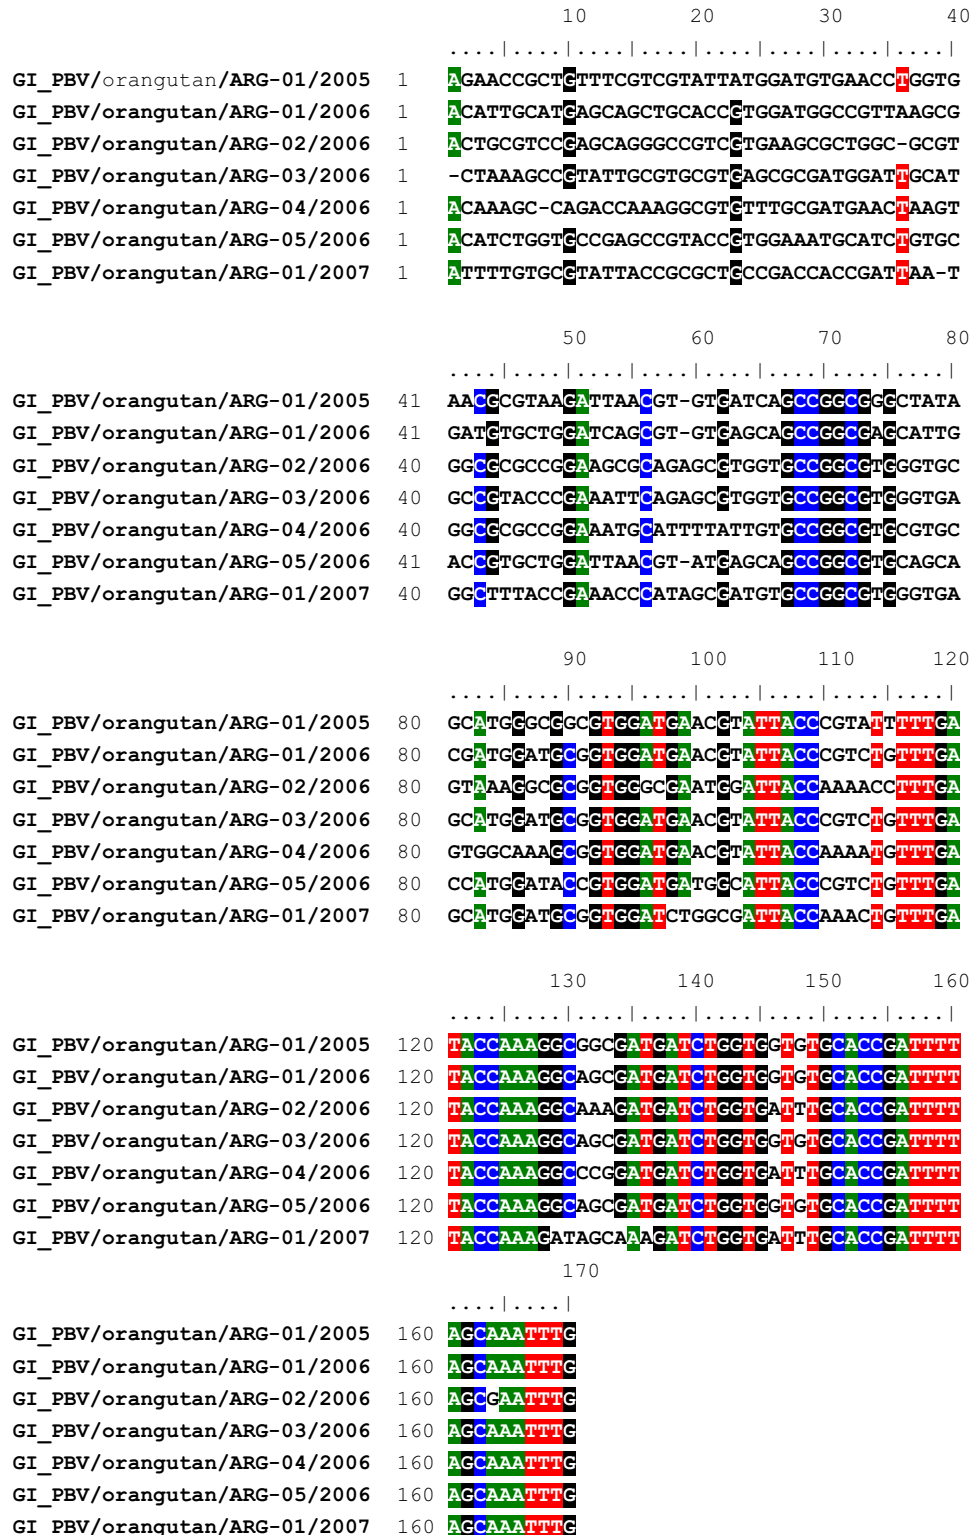 10 20 30 40
....|....|....|....|....|....|....|....|
GI_PBV/orangutan/ARG-01/2005 1 AGAACCGCTGTTTCGTCGTATTATGGATGTGAACCTGGTG
GI_PBV/orangutan/ARG-01/2006 1 ACATTGCATGAGCAGCTGCACCGTGGATGGCCGTTAAGCG
GI_PBV/orangutan/ARG-02/2006 1 ACTGCGTCCGAGCAGGGCCGTCGTGAAGCGCTGGC-GCGT
GI_PBV/orangutan/ARG-03/2006 1 -CTAAAGCCGTATTGCGTGCGTGAGCGCGATGGATTGCAT
GI_PBV/orangutan/ARG-04/2006 1 ACAAAGC-CAGACCAAAGGCGTGTTTGCGATGAACTAAGT
GI_PBV/orangutan/ARG-05/2006 1 ACATCTGGTGCCGAGCCGTACCGTGGAAATGCATCTGTGC
GI_PBV/orangutan/ARG-01/2007 1 ATTTTGTGCGTATTACCGCGCTGCCGACCACCGATTAA-T
50 60 70 80
....|....|....|....|....|....|....|....|
GI_PBV/orangutan/ARG-01/2005 41 AACGCGTAAGATTAACGT-GTGATCAGCCGGCGGGCTATA
GI_PBV/orangutan/ARG-01/2006 41 GATGTGCTGGATCAGCGT-GTGAGCAGCCGGCGAGCATTG
GI_PBV/orangutan/ARG-02/2006 40 GGCGCGCCGGAAGCGCAGAGCGTGGTGCCGGCGTGGGTGC
GI_PBV/orangutan/ARG-03/2006 40 GCCGTACCCGAAATTCAGAGCGTGGTGCCGGCGTGGGTGA
GI_PBV/orangutan/ARG-04/2006 40 GGCGCGCCGGAAATGCATTTTATTGTGCCGGCGTGCGTGC
GI_PBV/orangutan/ARG-05/2006 41 ACCGTGCTGGATTAACGT-ATGAGCAGCCGGCGTGCAGCA
GI_PBV/orangutan/ARG-01/2007 40 GGCTTTACCGAAACCCATAGCGATGTGCCGGCGTGGGTGA
90 100 110 120
....|....|....|....|....|....|....|....|
GI_PBV/orangutan/ARG-01/2005 80 GCATGGGCGGCGTGGATGAACGTATTACCCGTATTTTTGA
GI_PBV/orangutan/ARG-01/2006 80 CGATGGATGCGGTGGATGAACGTATTACCCGTCTGTTTGA
GI_PBV/orangutan/ARG-02/2006 80 GTAAAGGCGCGGTGGGCGAATGGATTACCAAAACCTTTGA
GI_PBV/orangutan/ARG-03/2006 80 GCATGGATGCGGTGGATGAACGTATTACCCGTCTGTTTGA
GI_PBV/orangutan/ARG-04/2006 80 GTGGCAAAGCGGTGGATGAACGTATTACCAAAATGTTTGA
GI_PBV/orangutan/ARG-05/2006 80 CCATGGATACCGTGGATGATGGCATTACCCGTCTGTTTGA
GI_PBV/orangutan/ARG-01/2007 80 GCATGGATGCGGTGGATCTGGCGATTACCAAACTGTTTGA
130 140 150 160
....|....|....|....|....|....|....|....|
GI_PBV/orangutan/ARG-01/2005 120 TACCAAAGGCGGCGATGATCTGGTGGTGTGCACCGATTTT
GI_PBV/orangutan/ARG-01/2006 120 TACCAAAGGCAGCGATGATCTGGTGGTGTGCACCGATTTT
GI_PBV/orangutan/ARG-02/2006 120 TACCAAAGGCAAAGATGATCTGGTGATTTGCACCGATTTT
GI_PBV/orangutan/ARG-03/2006 120 TACCAAAGGCAGCGATGATCTGGTGGTGTGCACCGATTTT
GI_PBV/orangutan/ARG-04/2006 120 TACCAAAGGCCCGGATGATCTGGTGATTTGCACCGATTTT
GI_PBV/orangutan/ARG-05/2006 120 TACCAAAGGCAGCGATGATCTGGTGGTGTGCACCGATTTT
GI_PBV/orangutan/ARG-01/2007 120 TACCAAAGATAGCAAAGATCTGGTGATTTGCACCGATTTT
170
....|....|
GI_PBV/orangutan/ARG-01/2005 160 AGCAAATTTG
GI_PBV/orangutan/ARG-01/2006 160 AGCAAATTTG
GI_PBV/orangutan/ARG-02/2006 160 AGCGAATTTG
GI_PBV/orangutan/ARG-03/2006 160 AGCAAATTTG
GI_PBV/orangutan/ARG-04/2006 160 AGCAAATTTG
GI_PBV/orangutan/ARG-05/2006 160 AGCAAATTTG
GI_PBV/orangutan/ARG-01/2007 160 AGCAAATTTG